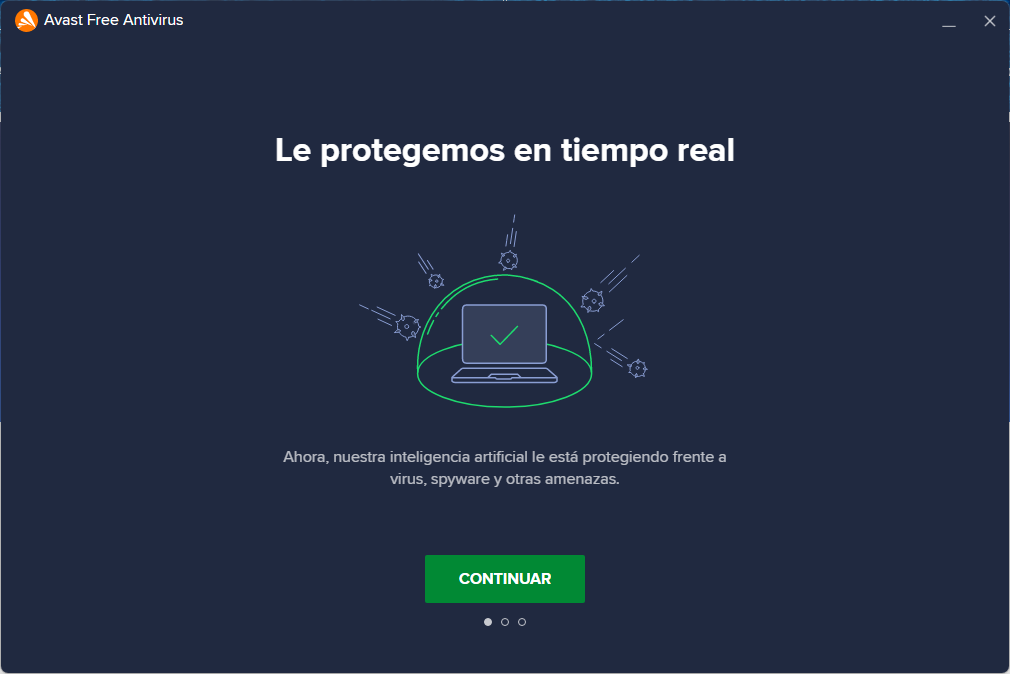 Avast Free Antivirus
Le protegemos en tiempo real
Ahora, nuestra inteligencia artificial le está protegiendo frente a
virus, spyware y otras amenazas.
CONTINUAR